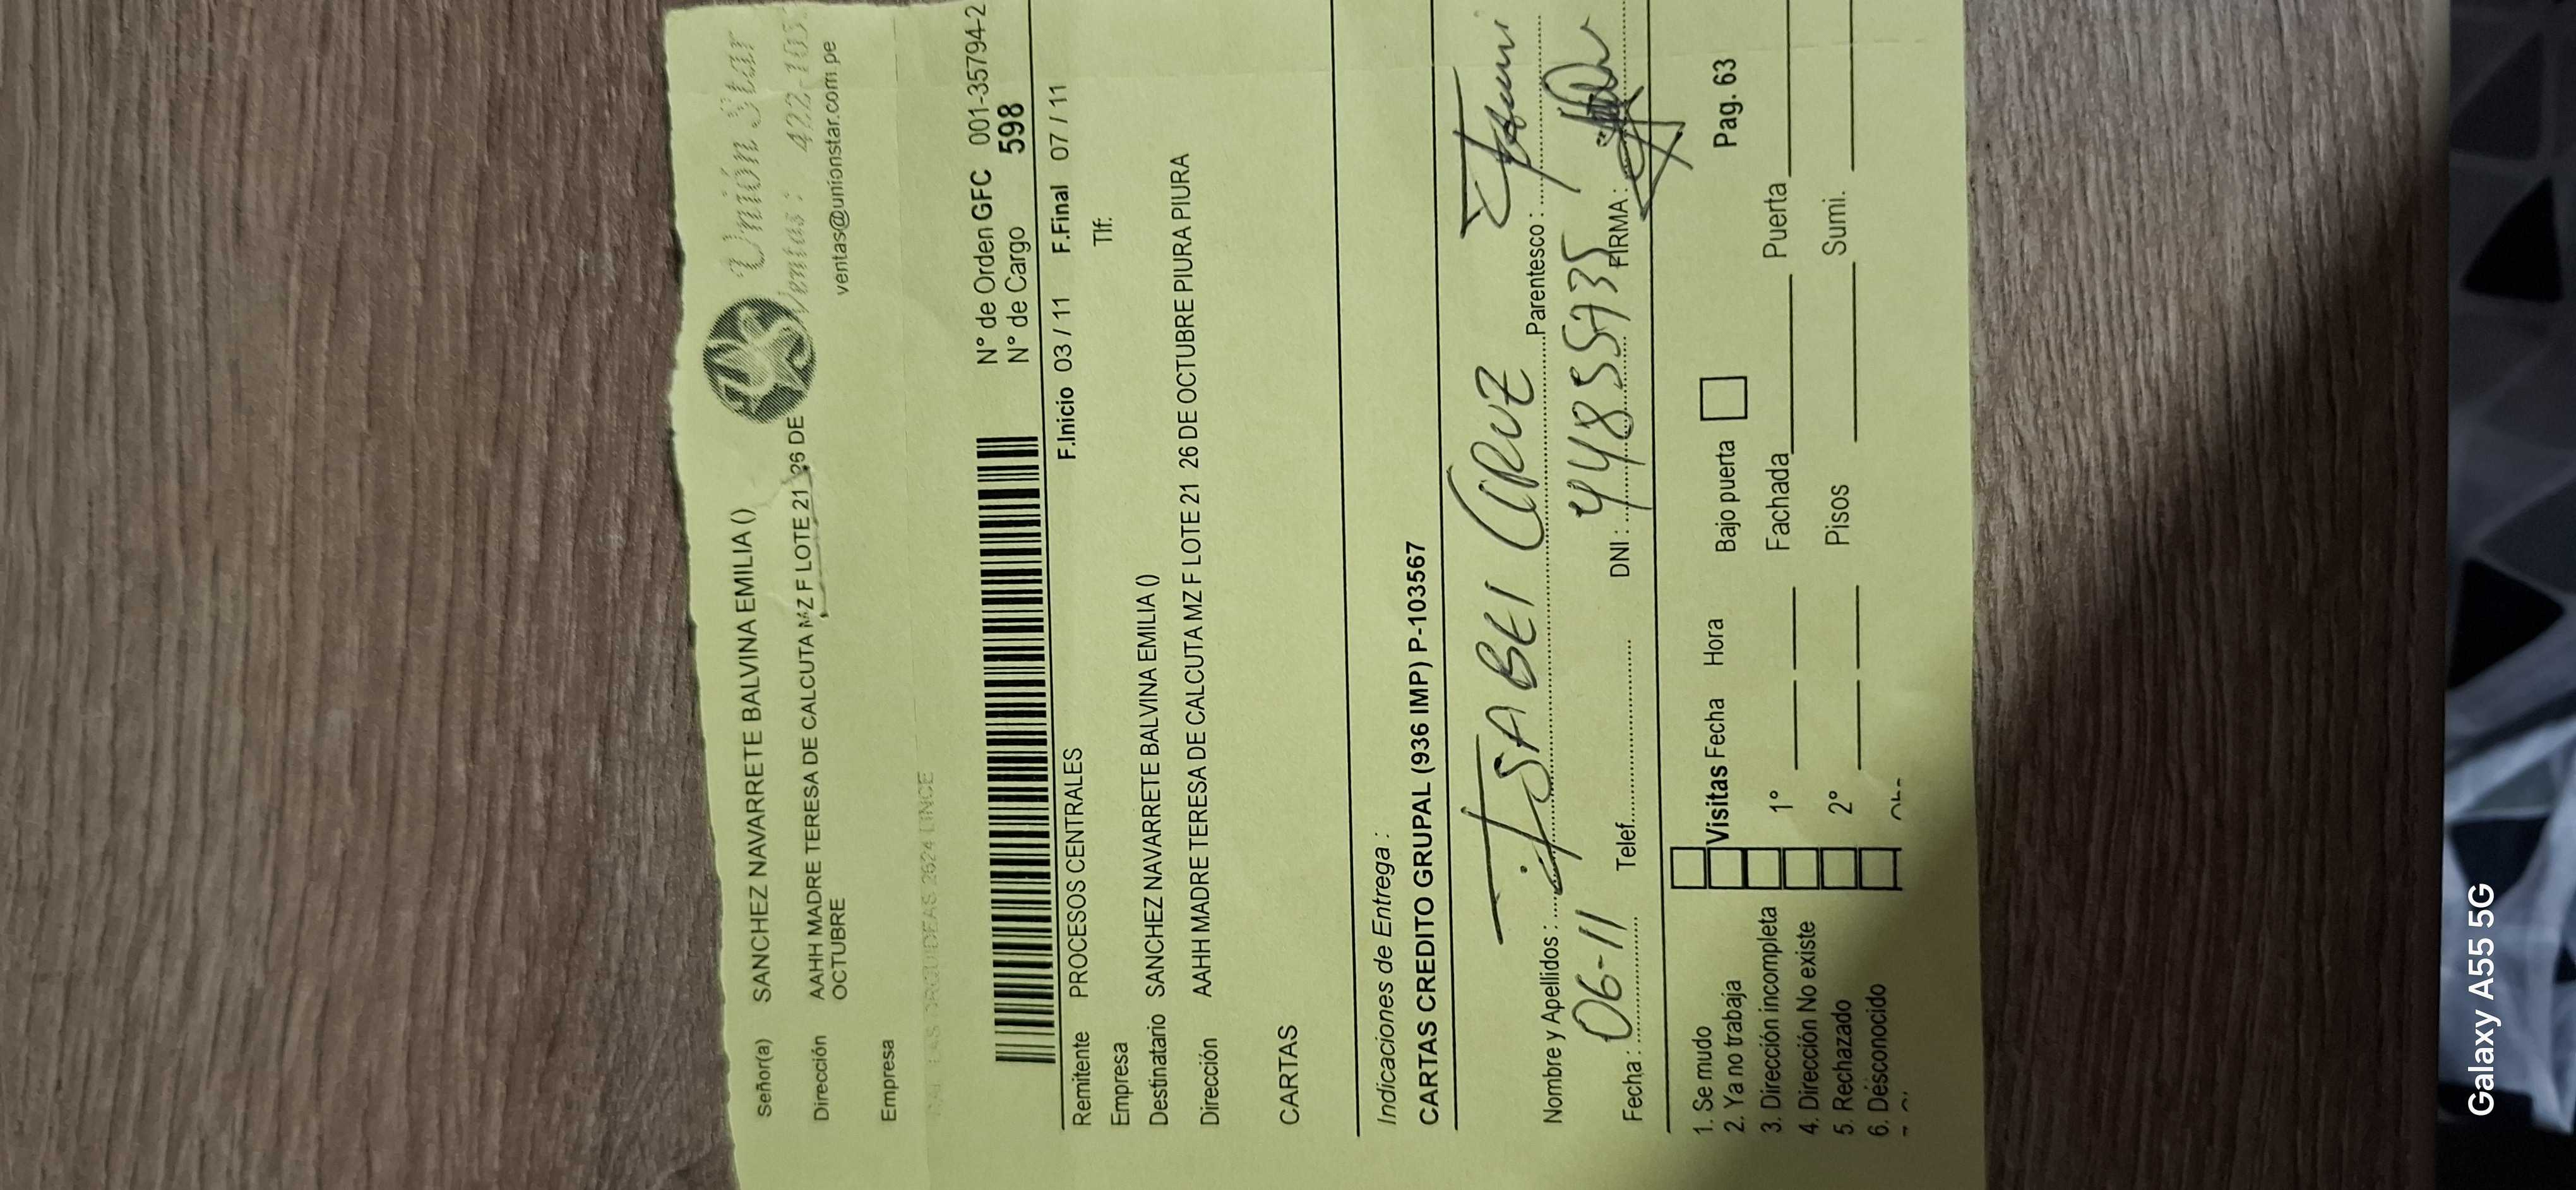 Unión Star
Ventas: 422-105
ventas@unionstar.com.pe
Señor(a) SANCHEZ NAVARRETE BALVINA EMILIA ()
Dirección AAHH MADRE TERESA DE CALCUTA MZ F LOTE 21 26 DE
OCTUBRE
Empresa
2624 LINCE
N° de Orden GFC 001-35794-2
N° de Cargo 598
F.Inicio 03 / 11 F.Final 07 / 11
Remitente PROCESOS CENTRALES
Empresa Tlf.
Destinatario SANCHEZ NAVARRETE BALVINA EMILIA ()
Dirección AAHH MADRE TERESA DE CALCUTA MZ F LOTE 21 26 DE OCTUBRE PIURA PIURA
CARTAS
Indicaciones de Entrega :
CARTAS CREDITO GRUPAL (936 IMP) P-103567
Nombre y Apellidos : ISABEL CRUZ Parentesco :
Fecha : 06-11 Telef. DNI : 44855735 FIRMA :
1. Se mudo
2. Ya no trabaja
3. Dirección incompleta
4. Dirección No existe
5. Rechazado
6. Desconocido
Visitas Fecha Hora Bajo puerta Pag. 63
1° Fachada Puerta
2° Pisos Sumi.
Galaxy A55 5G